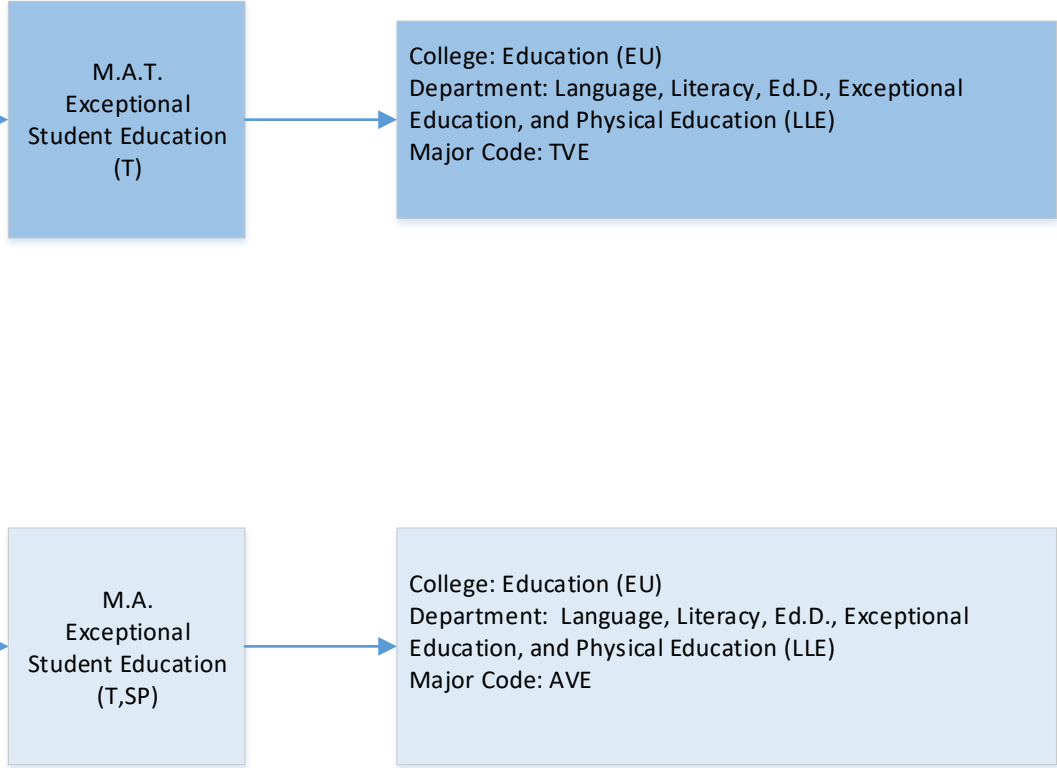 M.A.T.
Exceptional
Student Education
(T)
College: Education (EU)
Department: Language, Literacy, Ed.D., Exceptional
Education, and Physical Education (LLE)
Major Code: TVE
M.A.
Exceptional
Student Education
(T,SP)
College: Education (EU)
Department:  Language, Literacy, Ed.D., Exceptional
Education, and Physical Education (LLE)
Major Code: AVE